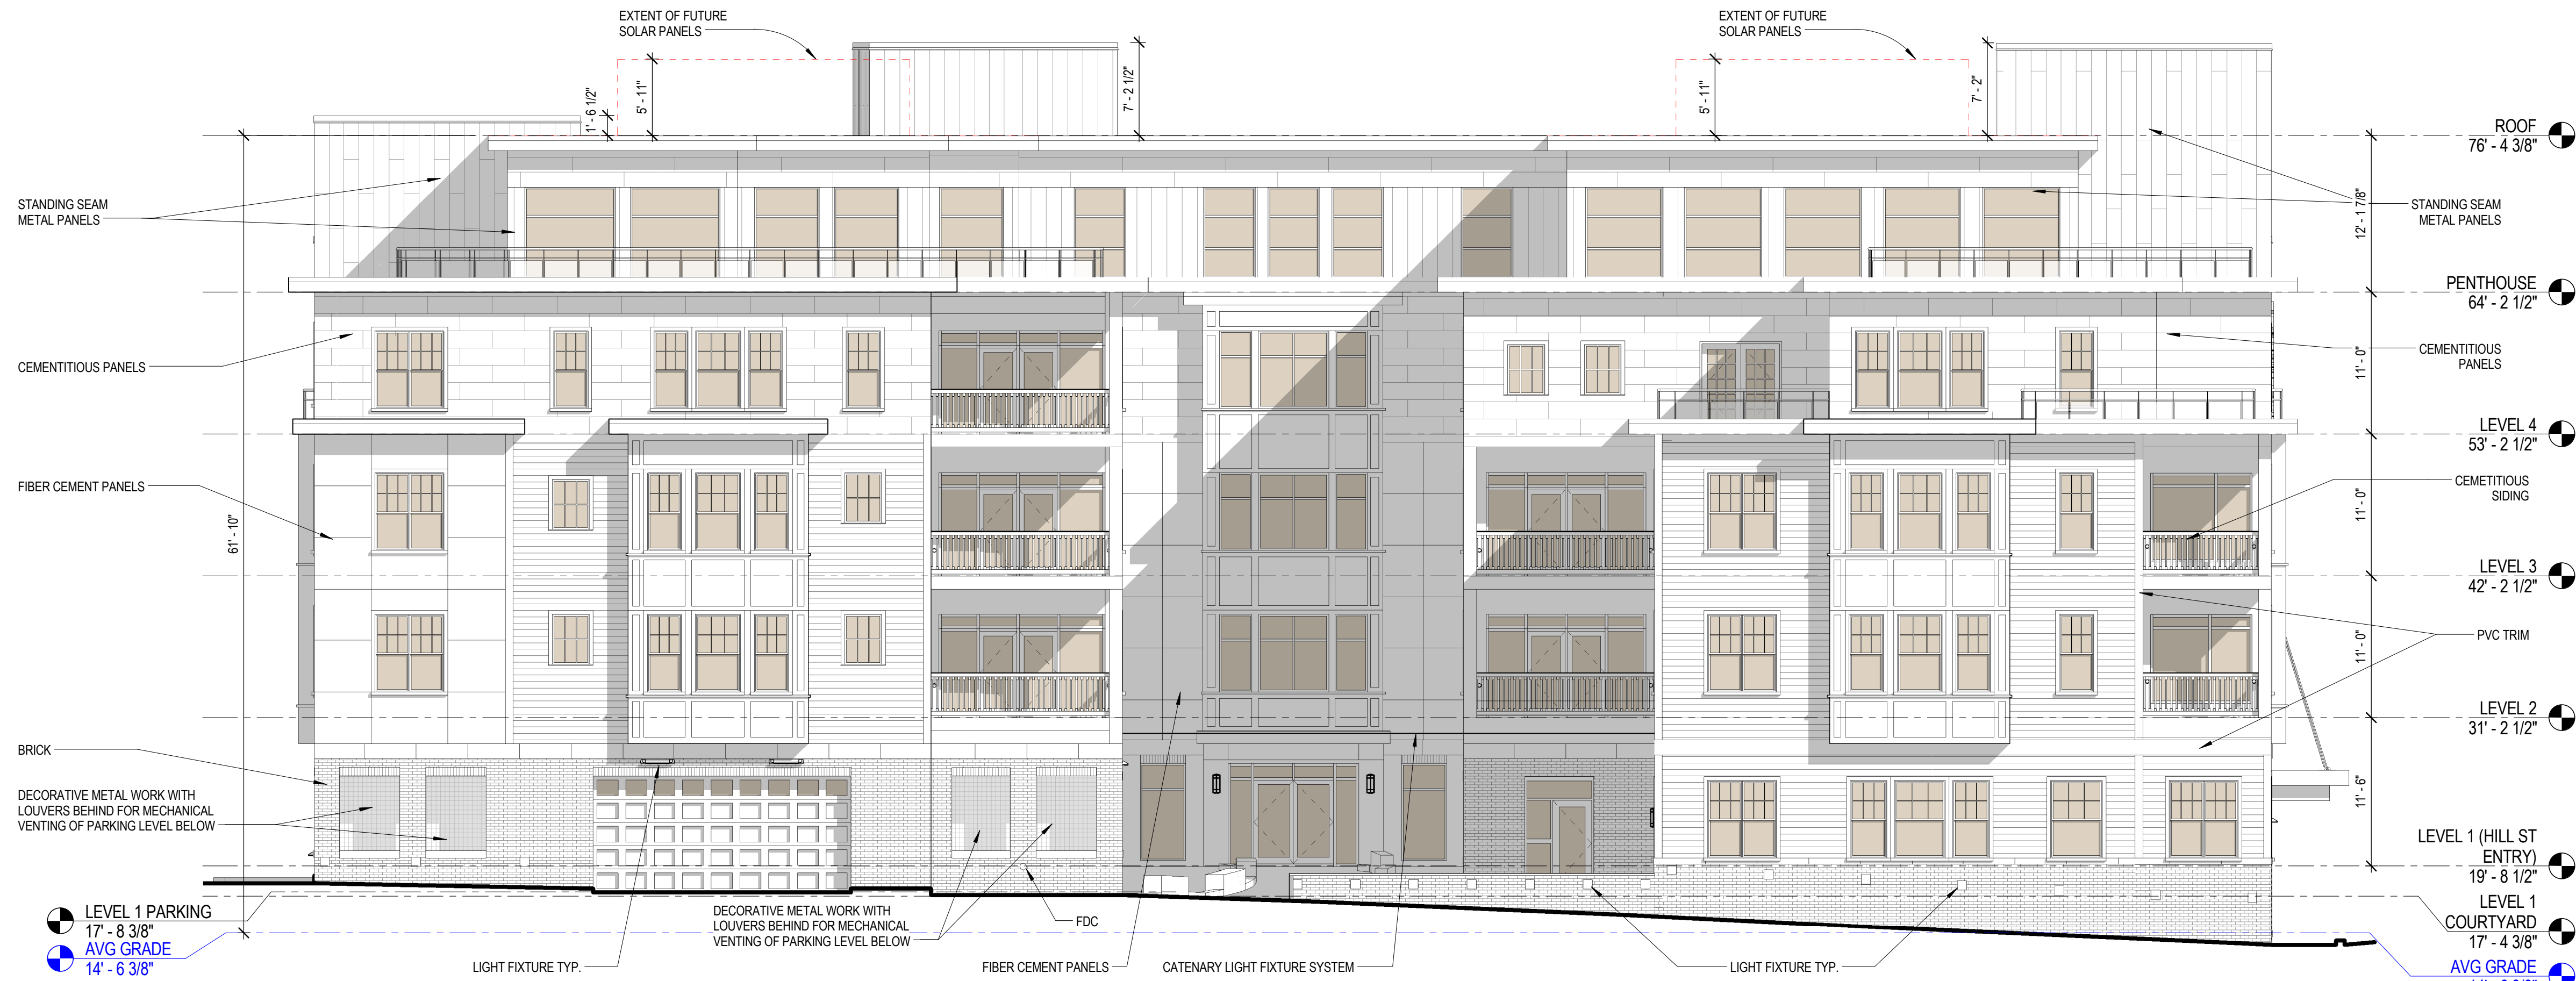 EXTENT OF FUTURE
SOLAR PANELS
EXTENT OF FUTURE
SOLAR PANELS
1' - 6 1/2"
5' - 11"
7' - 2 1/2"
5' - 11"
7' - 2"
ROOF
76' - 4 3/8"
STANDING SEAM
METAL PANELS
12' - 1 7/8"
STANDING SEAM
METAL PANELS
PENTHOUSE
64' - 2 1/2"
CEMENTITIOUS PANELS
11' - 0"
CEMENTITIOUS
PANELS
LEVEL 4
53' - 2 1/2"
FIBER CEMENT PANELS
61' - 10"
11' - 0"
CEMETITIOUS
SIDING
LEVEL 3
42' - 2 1/2"
11' - 0"
PVC TRIM
LEVEL 2
31' - 2 1/2"
BRICK
DECORATIVE METAL WORK WITH
LOUVERS BEHIND FOR MECHANICAL
VENTING OF PARKING LEVEL BELOW
11' - 6"
LEVEL 1 (HILL ST
ENTRY)
19' - 8 1/2"
LEVEL 1 PARKING
17' - 8 3/8"
AVG GRADE
14' - 6 3/8"
LIGHT FIXTURE TYP.
DECORATIVE METAL WORK WITH
LOUVERS BEHIND FOR MECHANICAL
VENTING OF PARKING LEVEL BELOW
FDC
FIBER CEMENT PANELS
CATENARY LIGHT FIXTURE SYSTEM
LIGHT FIXTURE TYP.
LEVEL 1
COURTYARD
17' - 4 3/8"
AVG GRADE